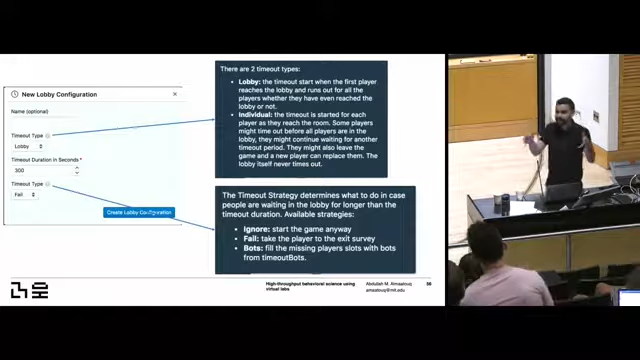 New Lobby Configuration
×
Name (optional)
Timeout Type
Lobby
Timeout Duration in Seconds *
300
Timeout Type
Fail
Create Lobby Configuration
There are 2 timeout types:
• Lobby: the timeout start when the first player
reaches the lobby and runs out for all the
players whether they have even reached the
lobby or not.
• Individual: the timeout is started for each
player as they reach the room. Some players
might time out before all players are in the
lobby, they might continue waiting for another
timeout period. They might also leave the
game and a new player can replace them. The
lobby itself never times out.
The Timeout Strategy determines what to do in case
people are waiting in the lobby for longer than the
timeout duration. Available strategies:
• Ignore: start the game anyway
• Fail: take the player to the exit survey
• Bots: fill the missing players slots with bots
from timeoutBots.
High-throughput behavioral science using
virtual labs
Abdullah M. Almaatouq
amaatouq@mit.edu